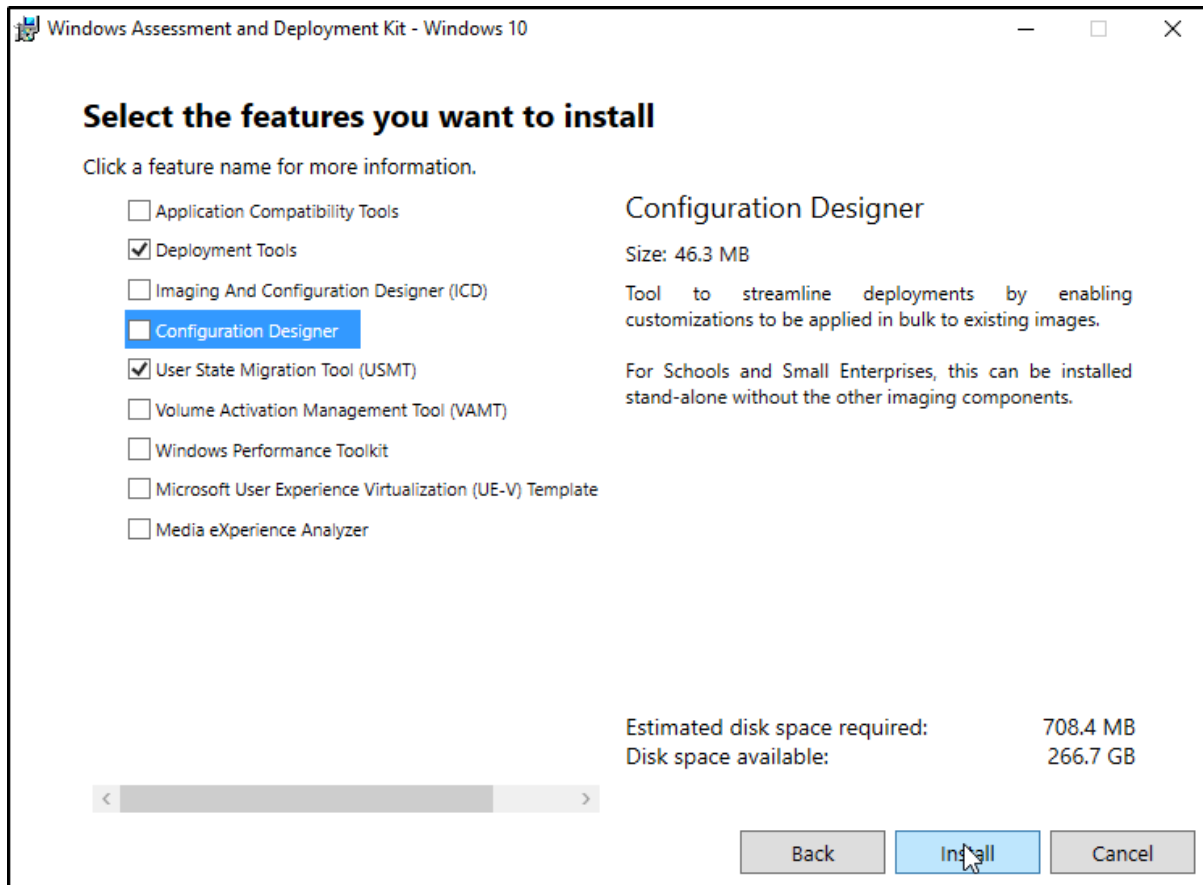 Windows Assessment and Deployment Kit - Windows 10
Select the features you want to install
Click a feature name for more information.
Application Compatibility Tools
Deployment Tools
Imaging And Configuration Designer (ICD)
Configuration Designer
User State Migration Tool (USMT)
Volume Activation Management Tool (VAMT)
Windows Performance Toolkit
Microsoft User Experience Virtualization (UE-V) Template
Media eXperience Analyzer
Configuration Designer
Size: 46.3 MB
Tool to streamline deployments by enabling
customizations to be applied in bulk to existing images.
For Schools and Small Enterprises, this can be installed
stand-alone without the other imaging components.
Estimated disk space required: 708.4 MB
Disk space available: 266.7 GB
Back Install Cancel